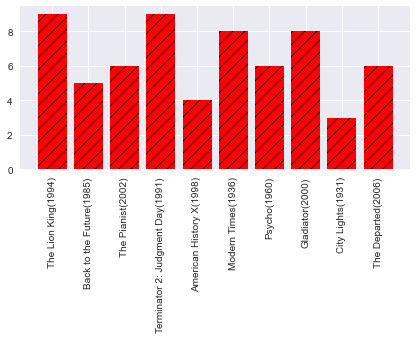 8
6
4
2
0
The Lion King(1994)
Back to the Future(1985)
The Pianist(2002)
Terminator 2: Judgment Day(1991)
American History X(1998)
Modern Times(1936)
Psycho(1960)
Gladiator(2000)
City Lights(1931)
The Departed(2006)